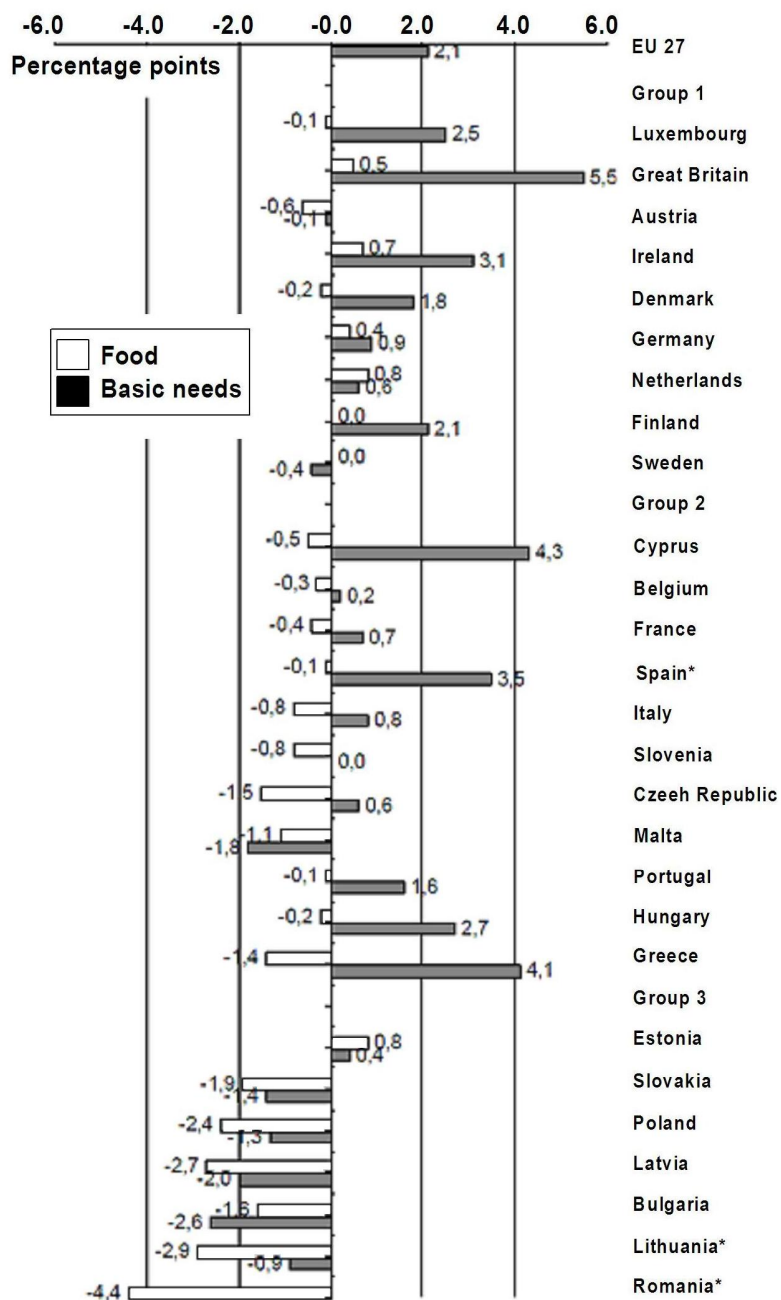 -6.0 -4.0 -2.0 -0.0 2.0 4.0 6.0
Percentage points
2,1 EU 27
Group 1
-0,1 2,5 Luxembourg
0,5 5,5 Great Britain
-0,6 -0,1 Austria
0,7 3,1 Ireland
-0,2 1,8 Denmark
0,4 0,9 Germany
Food
Basic needs
0,8 0,6 Netherlands
0,0 2,1 Finland
0,0 -0,4 Sweden
Group 2
-0,5 4,3 Cyprus
-0,3 0,2 Belgium
-0,4 0,7 France
-0,1 3,5 Spain*
-0,8 0,8 Italy
-0,8 0,0 Slovenia
-1,5 0,6 Czeeh Republic
-1,1 -1,8 Malta
-0,1 1,6 Portugal
-0,2 2,7 Hungary
-1,4 4,1 Greece
Group 3
0,8 0,4 Estonia
-1,9 -1,4 Slovakia
-2,4 -1,3 Poland
-2,7 -2,0 Latvia
-1,6 -2,6 Bulgaria
-2,9 -0,9 Lithuania*
-4,4 Romania*